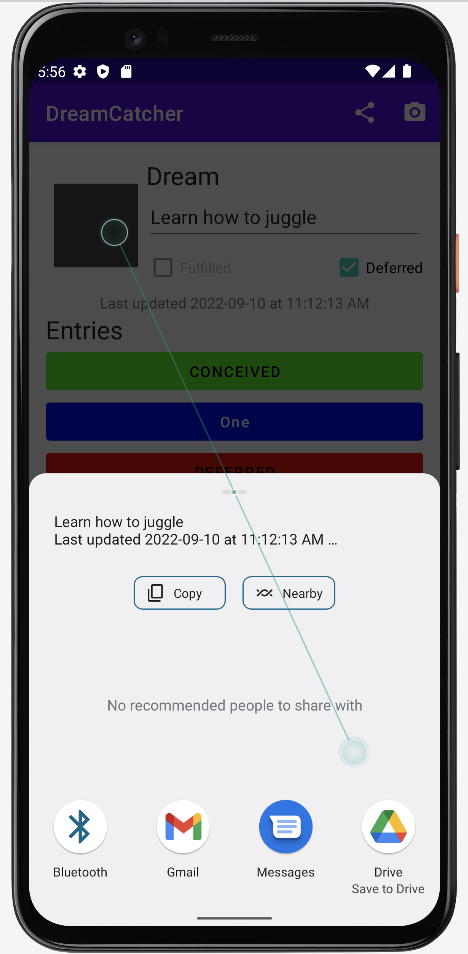 5:56
DreamCatcher
Dream
Learn how to juggle
Fulfilled
Deferred
Last updated 2022-09-10 at 11:12:13 AM
Entries
CONCEIVED
One
DEFERRED
Learn how to juggle
Last updated 2022-09-10 at 11:12:13 AM ...
Copy
Nearby
No recommended people to share with
Bluetooth
Gmail
Messages
Drive
Save to Drive